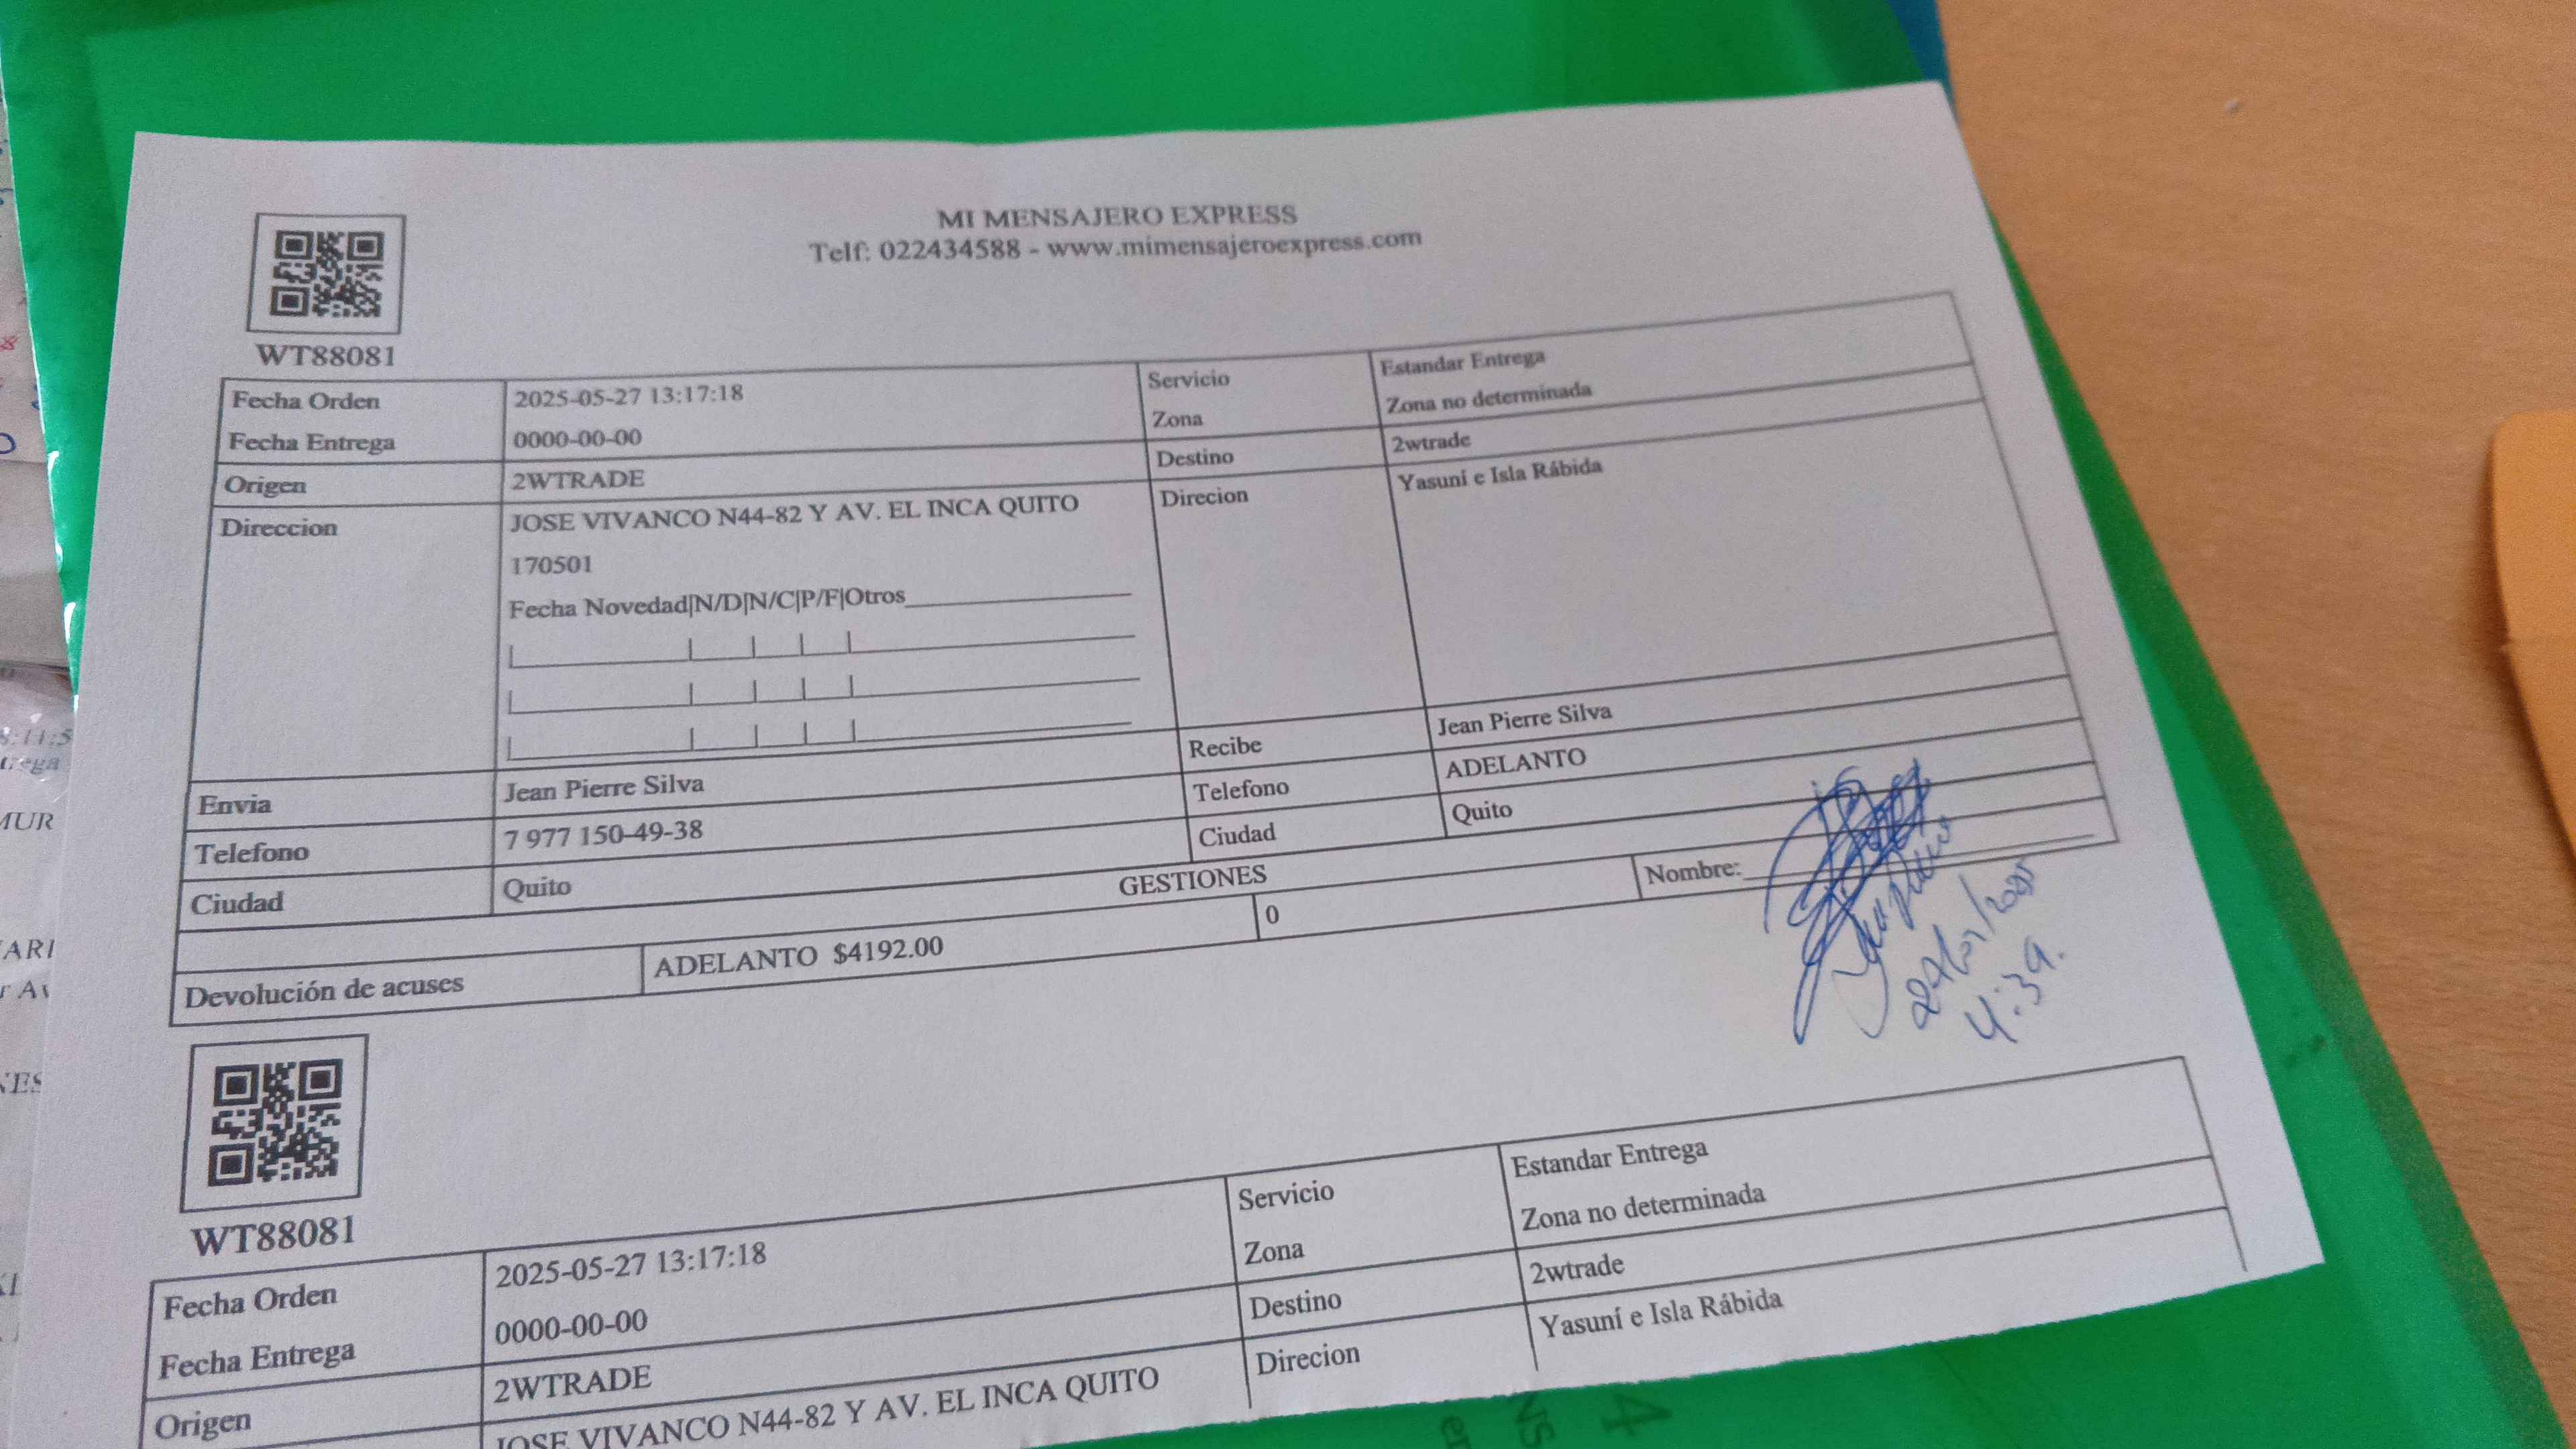 MI MENSAJERO EXPRESS
Telf: 022434588 - www.mimensajeroexpress.com
WT88081
Fecha Orden 2025-05-27 13:17:18 Servicio Estandar Entrega
Fecha Entrega 0000-00-00 Zona Zona no determinada
Origen 2WTRADE Destino 2wtrade
Direccion JOSE VIVANCO N44-82 Y AV. EL INCA QUITO Direcion Yasuní e Isla Rábida
170501
Fecha Novedad|N/D|N/C|P/F|Otros
Envia Jean Pierre Silva Recibe Jean Pierre Silva
Telefono 7 977 150-49-38 Telefono ADELANTO
Ciudad Quito Ciudad Quito
GESTIONES
Devolución de acuses ADELANTO $4192.00 0 Nombre:
4:39.
WT88081
Fecha Orden 2025-05-27 13:17:18 Servicio Estandar Entrega
Fecha Entrega 0000-00-00 Zona Zona no determinada
Origen 2WTRADE Destino 2wtrade
JOSE VIVANCO N44-82 Y AV. EL INCA QUITO Direcion Yasuní e Isla Rábida